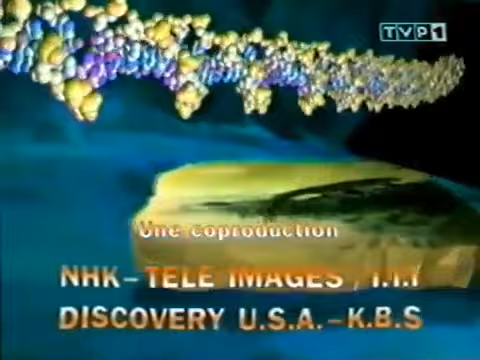 TVP1
Une coproduction
NHK – TELE IMAGES / T.T.I
DISCOVERY U.S.A. – K.B.S